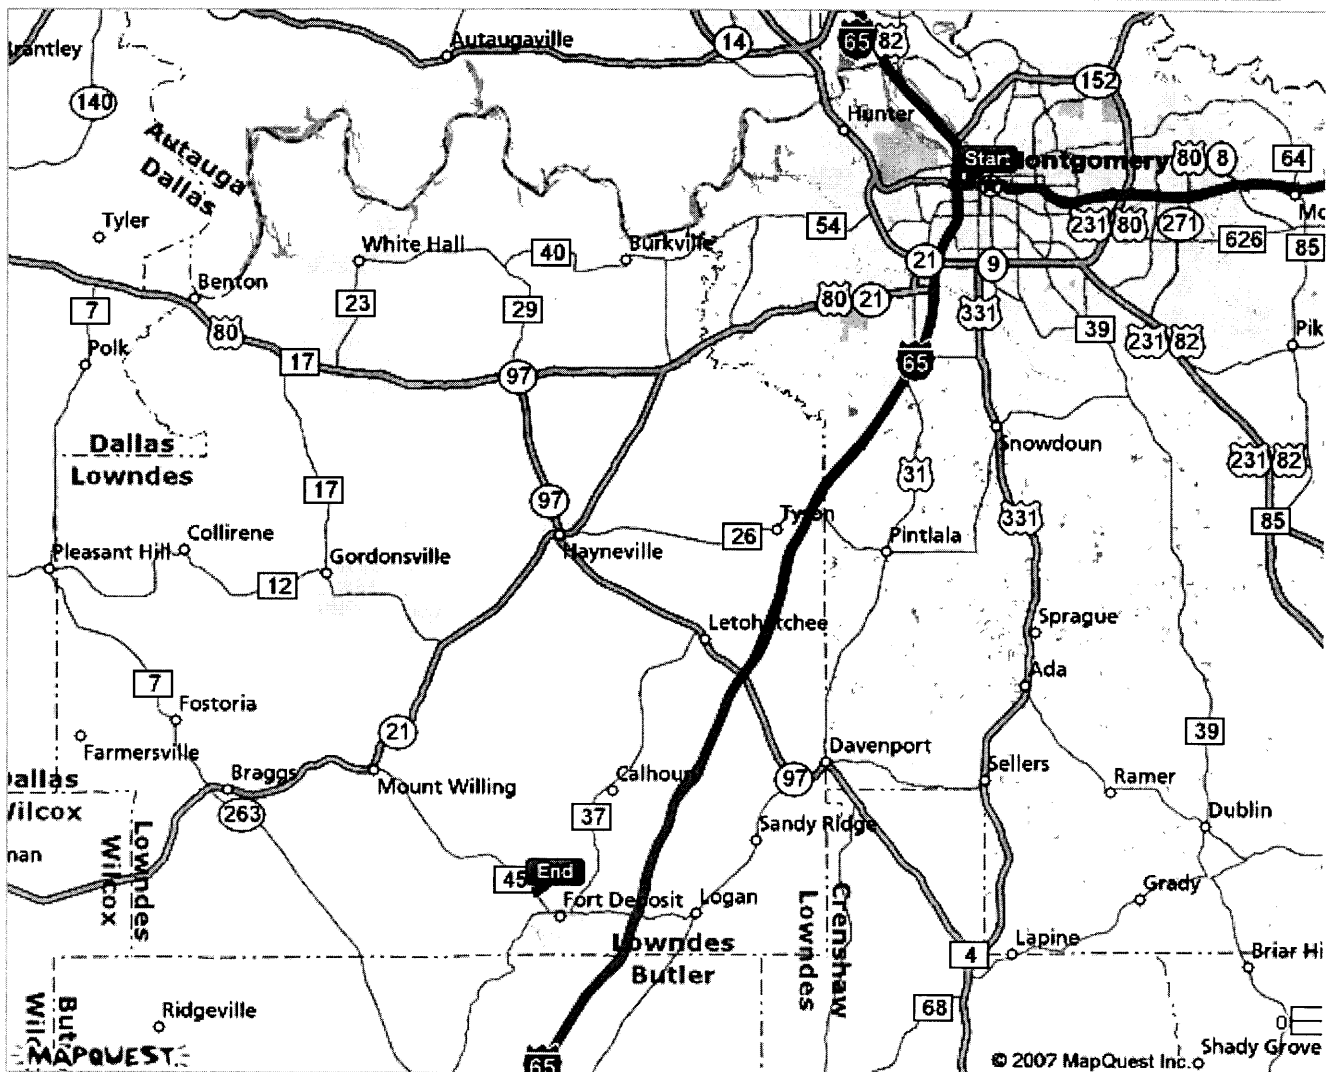 Autaugaville
14
65
82
152
140
Hunter
Autauga
Dallas
Start
Montgomery
80
8
64
Tyler
White Hall
40
Burkville
54
231
80
271
626
85
Benton
21
9
7
23
29
80
21
331
39
231
82
80
Polk
17
97
65
Dallas
Lowndes
Snowdoun
231
82
17
97
31
331
85
Collirene
26
Tyson
Pintlala
Pleasant Hill
Gordonsville
Hayneville
12
Letohatchee
Sprague
Ada
7
Fostoria
21
39
Farmersville
Davenport
Braggs
Mount Willing
Calhoun
97
Sellers
Ramer
263
37
Sandy Ridge
Dublin
Wilcox
Lowndes
45
End
Fort Deposit
Logan
Grady
Lowndes
Crenshaw
Lowndes
Butler
4
Lapine
Ridgeville
68
65
MAPQUEST
© 2007 MapQuest Inc.
Shady Grove